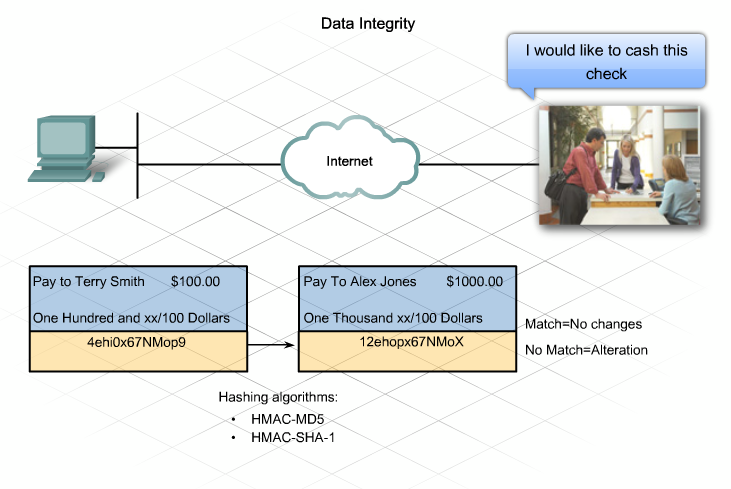 Data Integrity
I would like to cash this
check
Internet
Pay to Terry Smith $100.00
One Hundred and xx/100 Dollars
4ehi0x67NMop9
Pay To Alex Jones $1000.00
One Thousand xx/100 Dollars
12ehopx67NMoX
Match=No changes
No Match=Alteration
Hashing algorithms:
• HMAC-MD5
• HMAC-SHA-1